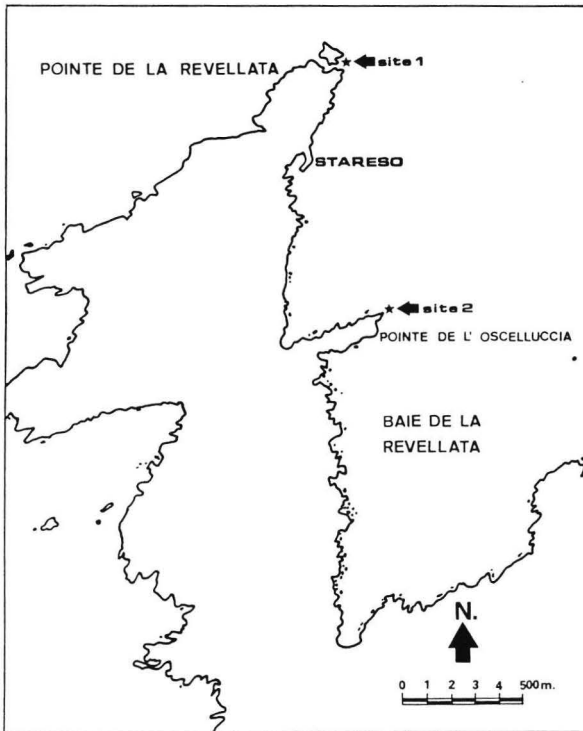 POINTE DE LA REVELLATA
site 1
STARESO
site 2
POINTE DE L' OSCELLUCCIA
BAIE DE LA
REVELLATA
N.
0 1 2 3 4 500m.